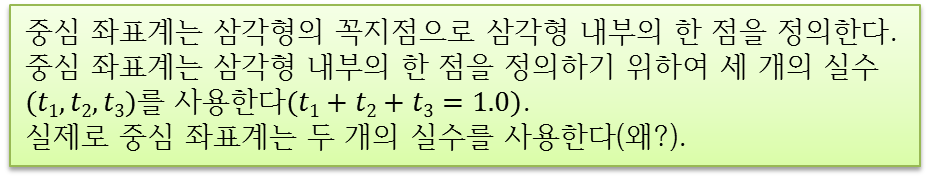 중심 좌표계는 삼각형의 꼭지점으로 삼각형 내부의 한 점을 정의한다.
중심 좌표계는 삼각형 내부의 한 점을 정의하기 위하여 세 개의 실수
(t₁, t₂, t₃)를 사용한다(t₁ + t₂ + t₃ = 1.0).
실제로 중심 좌표계는 두 개의 실수를 사용한다(왜?).